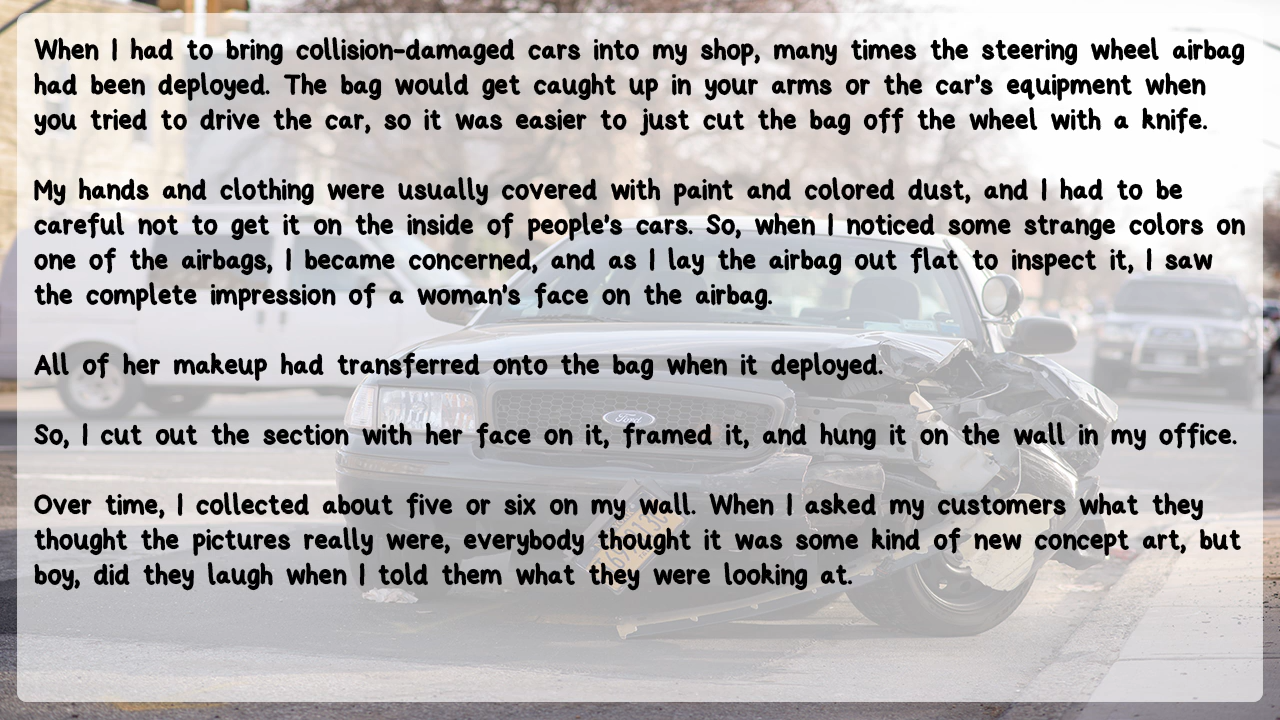 When I had to bring collision-damaged cars into my shop, many times the steering wheel airbag
had been deployed. The bag would get caught up in your arms or the car's equipment when
you tried to drive the car, so it was easier to just cut the bag off the wheel with a knife.
My hands and clothing were usually covered with paint and colored dust, and I had to be
careful not to get it on the inside of people's cars. So, when I noticed some strange colors on
one of the airbags, I became concerned, and as I lay the airbag out flat to inspect it, I saw
the complete impression of a woman's face on the airbag.
All of her makeup had transferred onto the bag when it deployed.
So, I cut out the section with her face on it, framed it, and hung it on the wall in my office.
Over time, I collected about five or six on my wall. When I asked my customers what they
thought the pictures really were, everybody thought it was some kind of new concept art, but
boy, did they laugh when I told them what they were looking at.
Ford